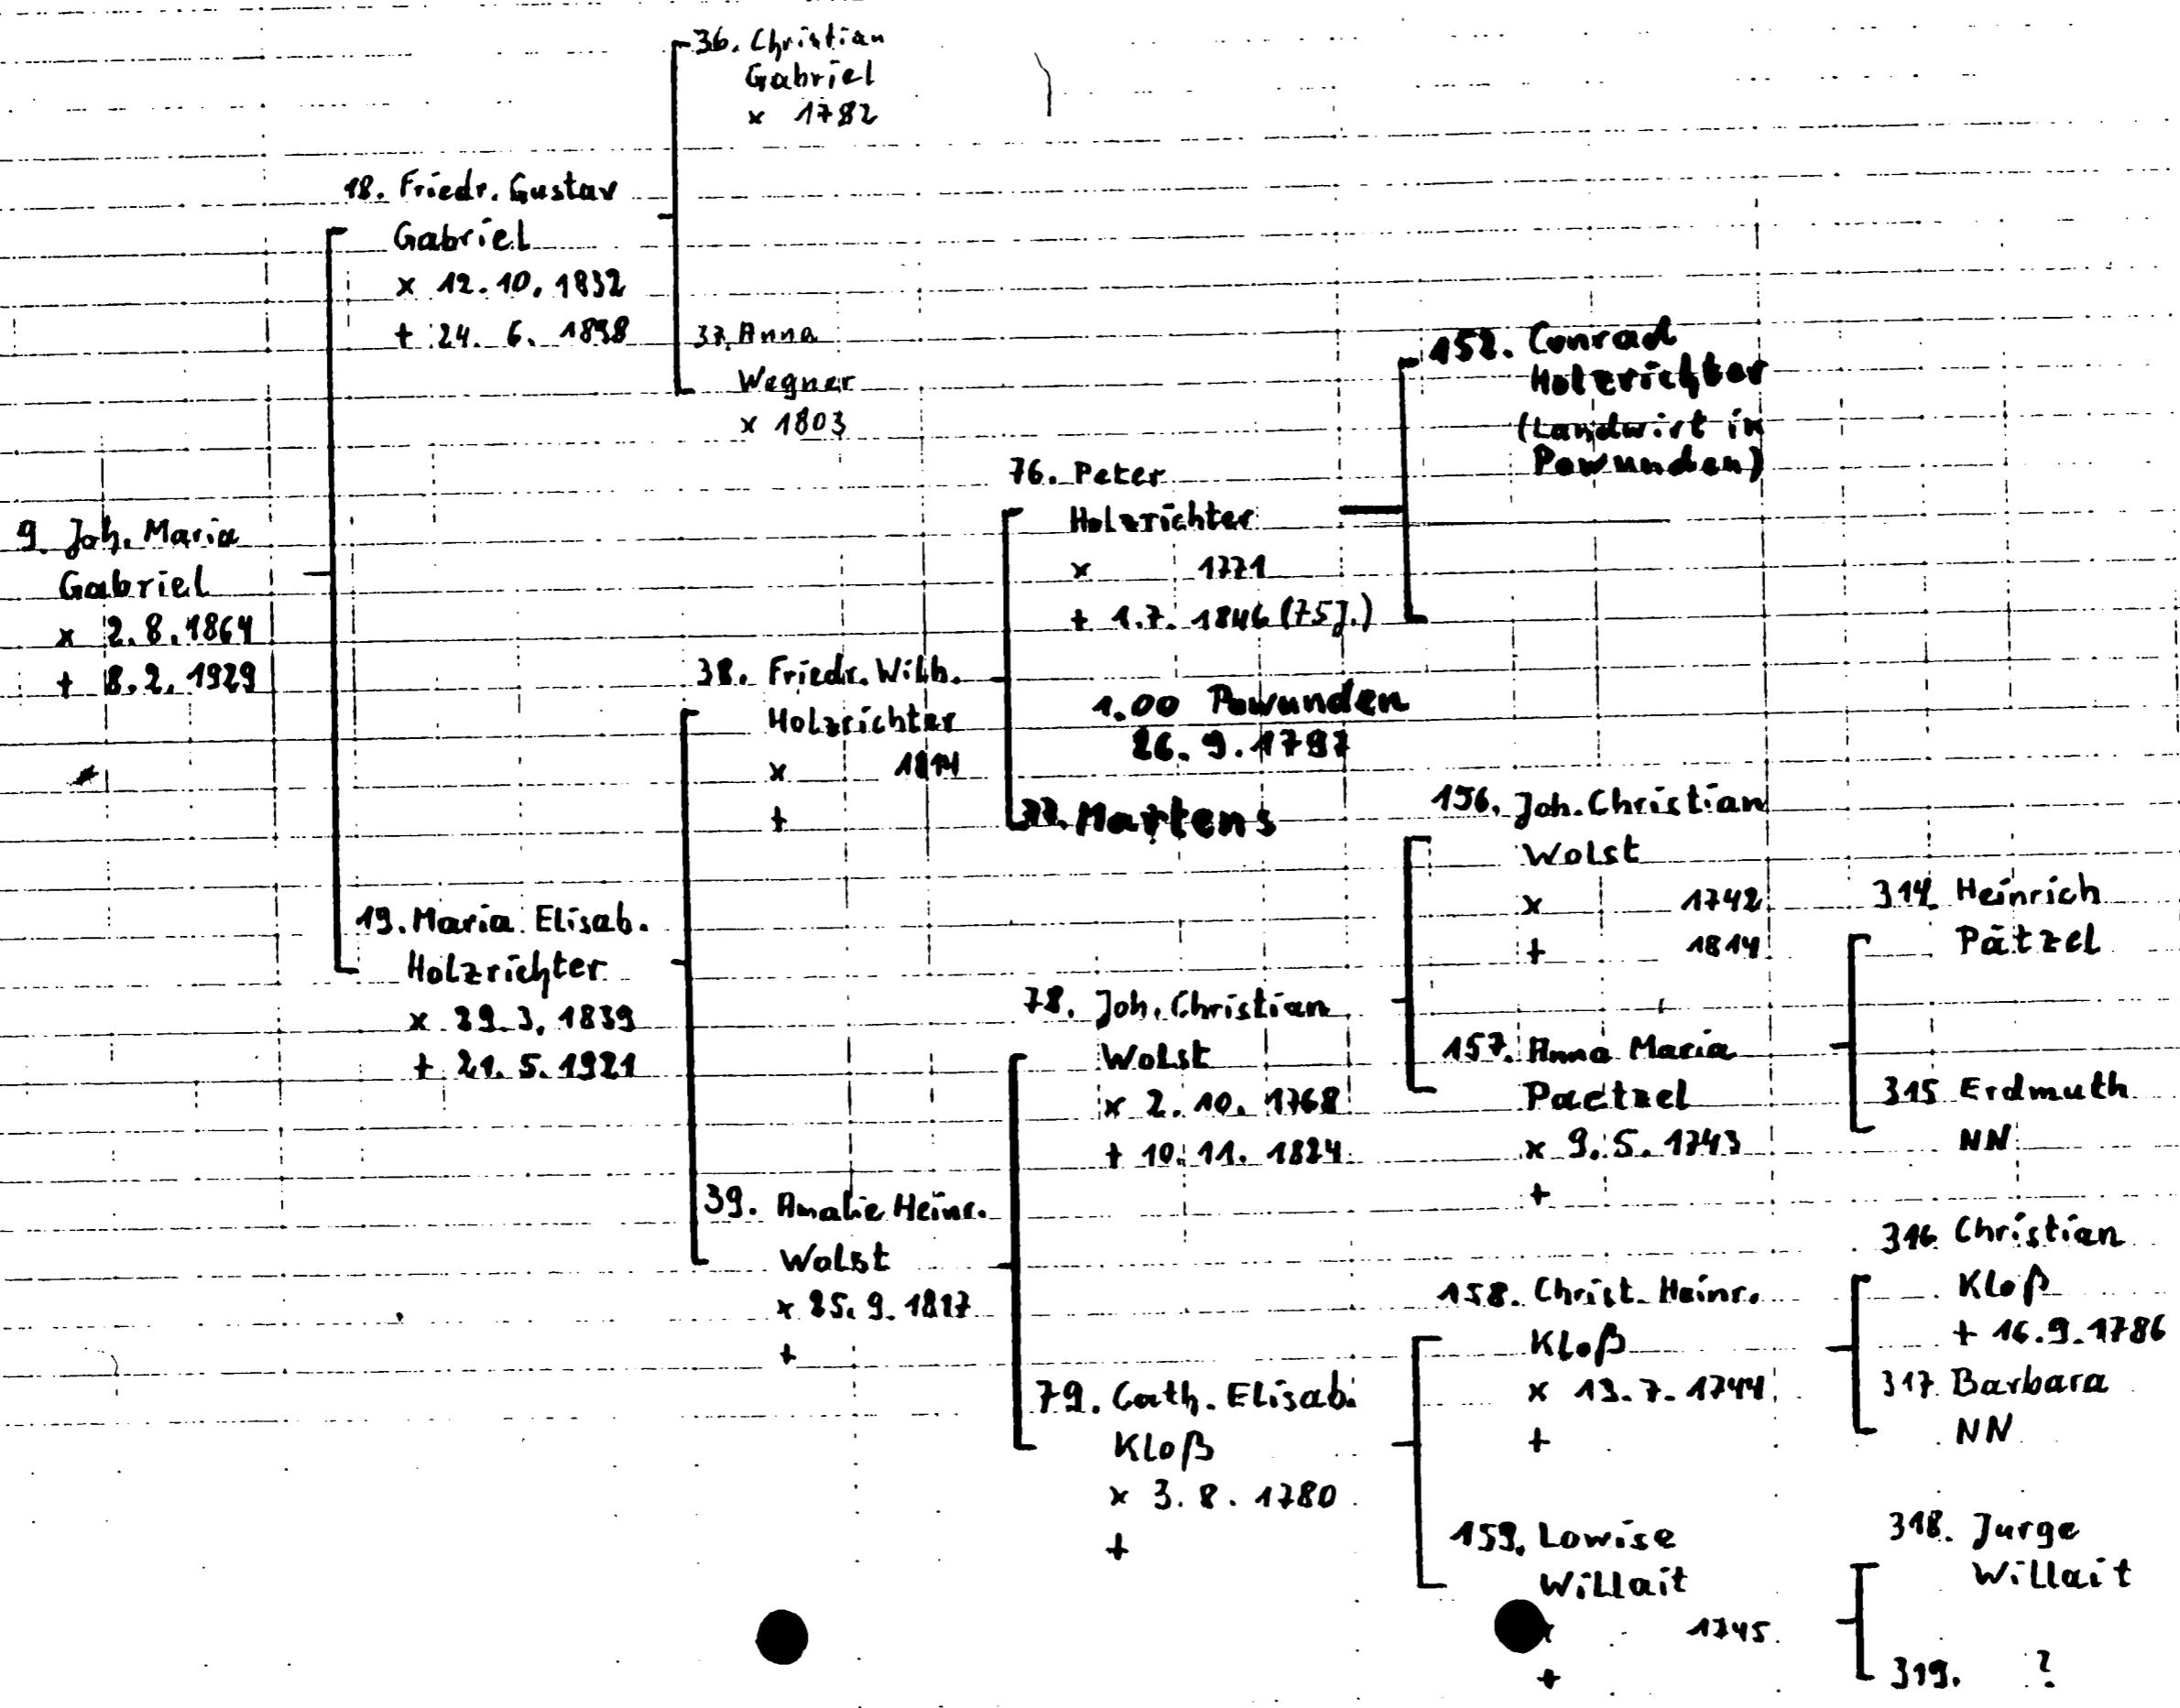 36. Christian
Gabriel
x 1782
18. Friedr. Gustav
Gabriel
x 12.10.1832
+ 24. 6. 1898
37. Anna
Wegner
x 1803
9. Joh. Maria
Gabriel
x 2.8.1864
+ 8.2.1929
152. Conrad
Holzrichter
(Landwirt in
Powunden)
76. Peter
Holzrichter
x 1771
+ 1.7. 1846 (75 J.)
38. Friedr. Wilh.
Holzrichter
x 1814
+
1.00 Powunden
26. 9. 1797
77. Martens
19. Maria Elisab.
Holzrichter
x 29.3.1839
+ 21. 5. 1921
156. Joh. Christian
Wolst
x 1742
+ 1814
314. Heinrich
Pätzel
78. Joh. Christian
Wolst
x 2. 10. 1768
+ 10. 11. 1824
157. Anna Maria
Paetzel
x 9. 5. 1743
+
315 Erdmuth
NN
39. Amalie Heinr.
Wolst
x 25. 9. 1817
+
316 Christian
Kloß
+ 16.9.1786
158. Christ. Heinr.
Kloß
x 13. 7. 1744
+
317 Barbara
NN
79. Cath. Elisab.
Kloß
x 3. 8. 1780
+
159. Lowise
Willait
1745
+
318. Jurge
Willait
319. ?